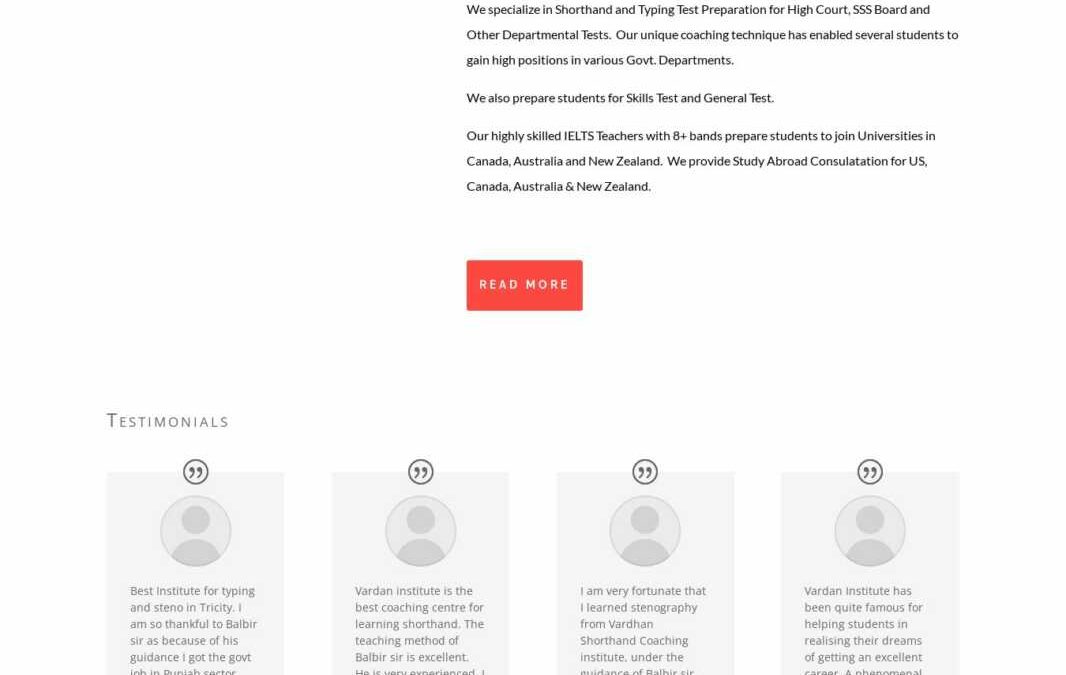 We specialize in Shorthand and Typing Test Preparation for High Court, SSS Board and
Other Departmental Tests.  Our unique coaching technique has enabled several students to
gain high positions in various Govt. Departments.
We also prepare students for Skills Test and General Test.
Our highly skilled IELTS Teachers with 8+ bands prepare students to join Universities in
Canada, Australia and New Zealand.  We provide Study Abroad Consulatation for US,
Canada, Australia & New Zealand.
READ MORE
Testimonials
Best Institute for typing
and steno in Tricity. I
am so thankful to Balbir
sir as because of his
guidance I got the govt
job in Punjab sector
Vardan institute is the
best coaching centre for
learning shorthand. The
teaching method of
Balbir sir is excellent.
He is very experienced. I
I am very fortunate that
I learned stenography
from Vardhan
Shorthand Coaching
institute, under the
guidance of Balbir sir
Vardan Institute has
been quite famous for
helping students in
realising their dreams
of getting an excellent
career. A phenomenal